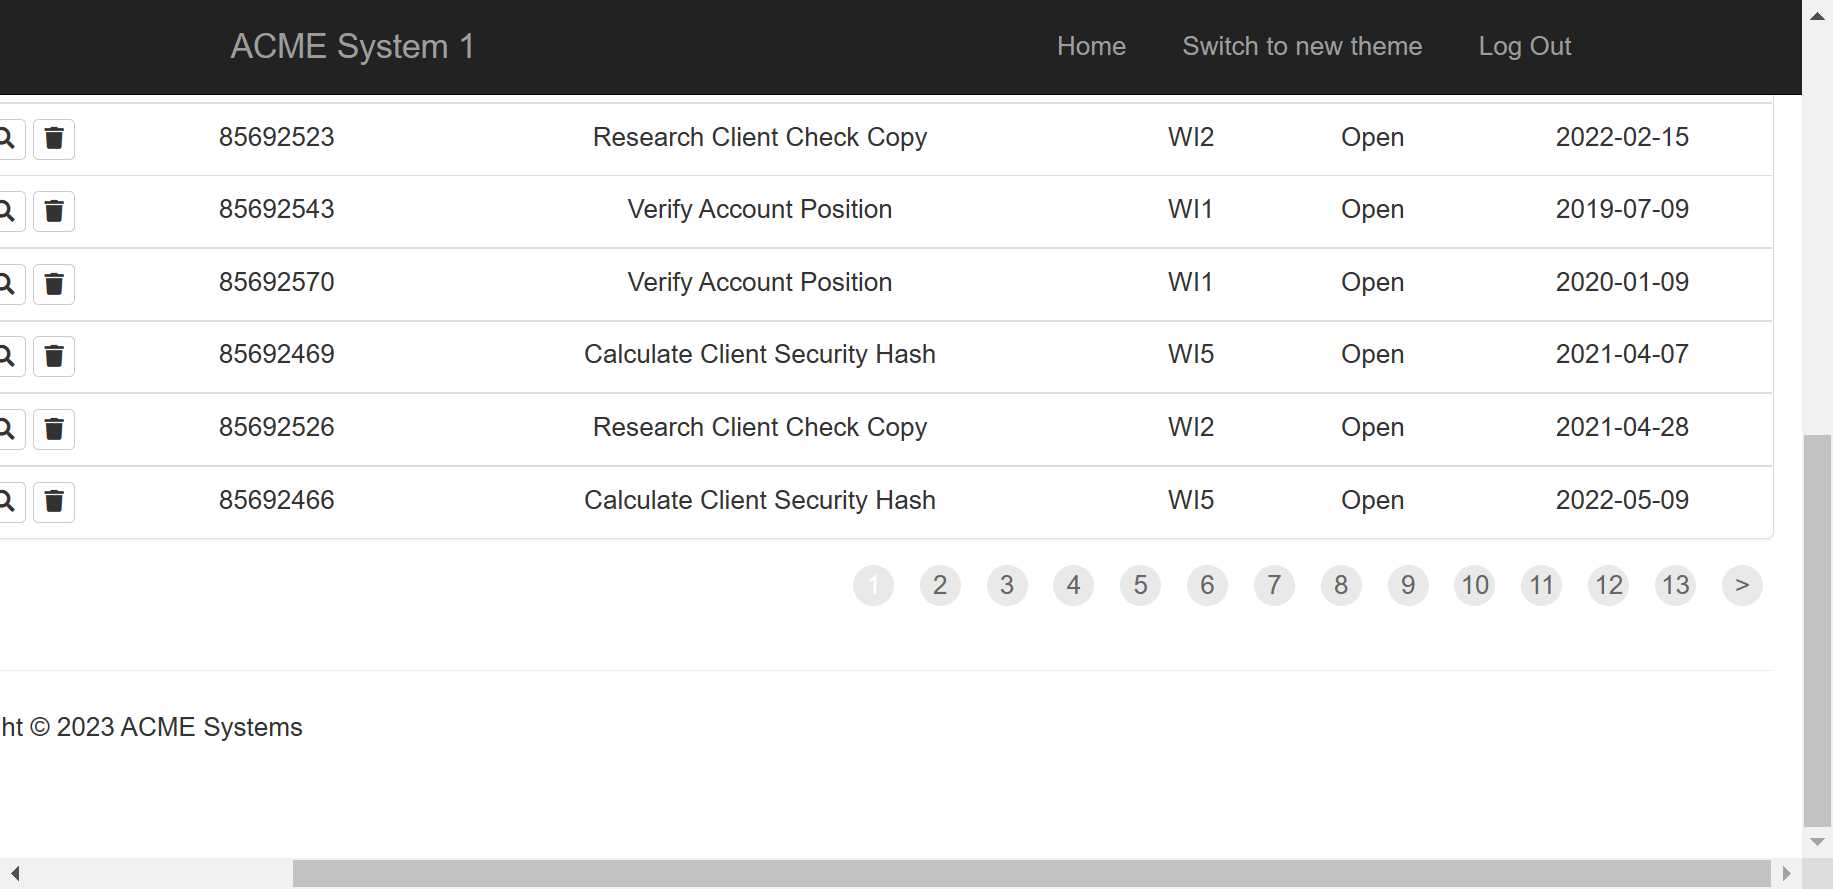 ACME System 1 Home Switch to new theme Log Out
85692523 Research Client Check Copy WI2 Open 2022-02-15
85692543 Verify Account Position WI1 Open 2019-07-09
85692570 Verify Account Position WI1 Open 2020-01-09
85692469 Calculate Client Security Hash WI5 Open 2021-04-07
85692526 Research Client Check Copy WI2 Open 2021-04-28
85692466 Calculate Client Security Hash WI5 Open 2022-05-09
1 2 3 4 5 6 7 8 9 10 11 12 13 >
ht © 2023 ACME Systems